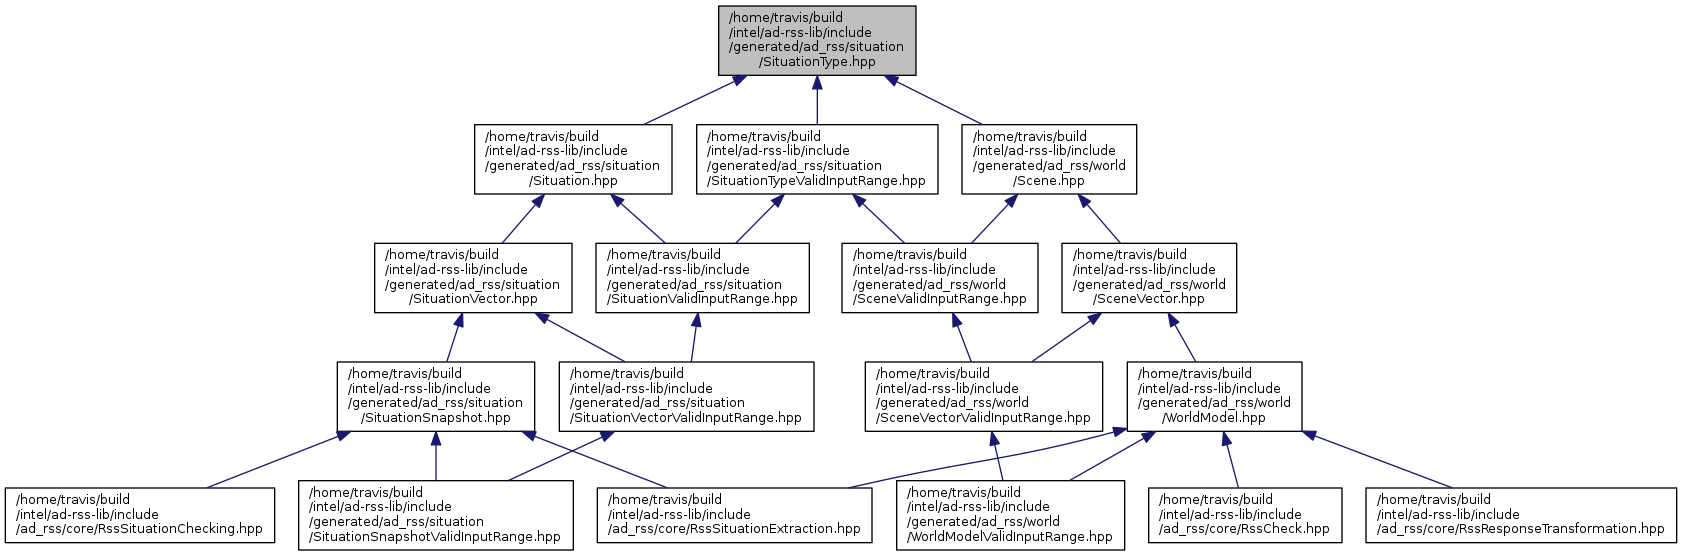 /home/travis/build
/intel/ad-rss-lib/include
/generated/ad_rss/situation
/SituationType.hpp
/home/travis/build
/intel/ad-rss-lib/include
/generated/ad_rss/situation
/Situation.hpp
/home/travis/build
/intel/ad-rss-lib/include
/generated/ad_rss/situation
/SituationTypeValidInputRange.hpp
/home/travis/build
/intel/ad-rss-lib/include
/generated/ad_rss/world
/Scene.hpp
/home/travis/build
/intel/ad-rss-lib/include
/generated/ad_rss/situation
/SituationVector.hpp
/home/travis/build
/intel/ad-rss-lib/include
/generated/ad_rss/situation
/SituationValidInputRange.hpp
/home/travis/build
/intel/ad-rss-lib/include
/generated/ad_rss/world
/SceneValidInputRange.hpp
/home/travis/build
/intel/ad-rss-lib/include
/generated/ad_rss/world
/SceneVector.hpp
/home/travis/build
/intel/ad-rss-lib/include
/generated/ad_rss/situation
/SituationSnapshot.hpp
/home/travis/build
/intel/ad-rss-lib/include
/generated/ad_rss/situation
/SituationVectorValidInputRange.hpp
/home/travis/build
/intel/ad-rss-lib/include
/generated/ad_rss/world
/SceneVectorValidInputRange.hpp
/home/travis/build
/intel/ad-rss-lib/include
/generated/ad_rss/world
/WorldModel.hpp
/home/travis/build
/intel/ad-rss-lib/include
/ad_rss/core/RssSituationChecking.hpp
/home/travis/build
/intel/ad-rss-lib/include
/generated/ad_rss/situation
/SituationSnapshotValidInputRange.hpp
/home/travis/build
/intel/ad-rss-lib/include
/ad_rss/core/RssSituationExtraction.hpp
/home/travis/build
/intel/ad-rss-lib/include
/generated/ad_rss/world
/WorldModelValidInputRange.hpp
/home/travis/build
/intel/ad-rss-lib/include
/ad_rss/core/RssCheck.hpp
/home/travis/build
/intel/ad-rss-lib/include
/ad_rss/core/RssResponseTransformation.hpp